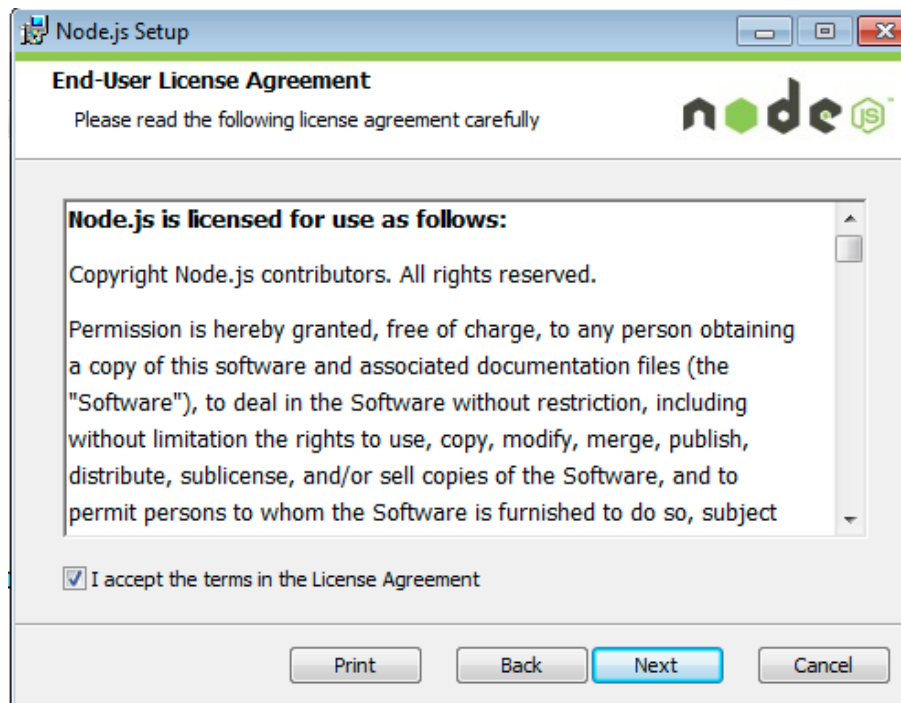 Node.js Setup
End-User License Agreement
Please read the following license agreement carefully
node JS™
Node.js is licensed for use as follows:
Copyright Node.js contributors. All rights reserved.
Permission is hereby granted, free of charge, to any person obtaining
a copy of this software and associated documentation files (the
"Software"), to deal in the Software without restriction, including
without limitation the rights to use, copy, modify, merge, publish,
distribute, sublicense, and/or sell copies of the Software, and to
permit persons to whom the Software is furnished to do so, subject
I accept the terms in the License Agreement
Print Back Next Cancel